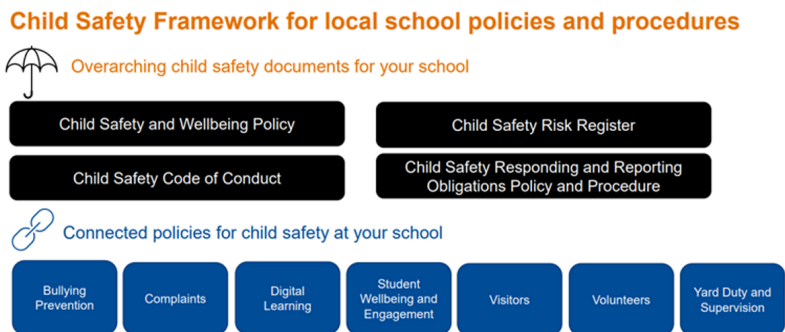 Child Safety Framework for local school policies and procedures
Overarching child safety documents for your school
Child Safety and Wellbeing Policy
Child Safety Risk Register
Child Safety Code of Conduct
Child Safety Responding and Reporting
Obligations Policy and Procedure
Connected policies for child safety at your school
Bullying
Prevention
Complaints
Digital
Learning
Student
Wellbeing and
Engagement
Visitors
Volunteers
Yard Duty and
Supervision